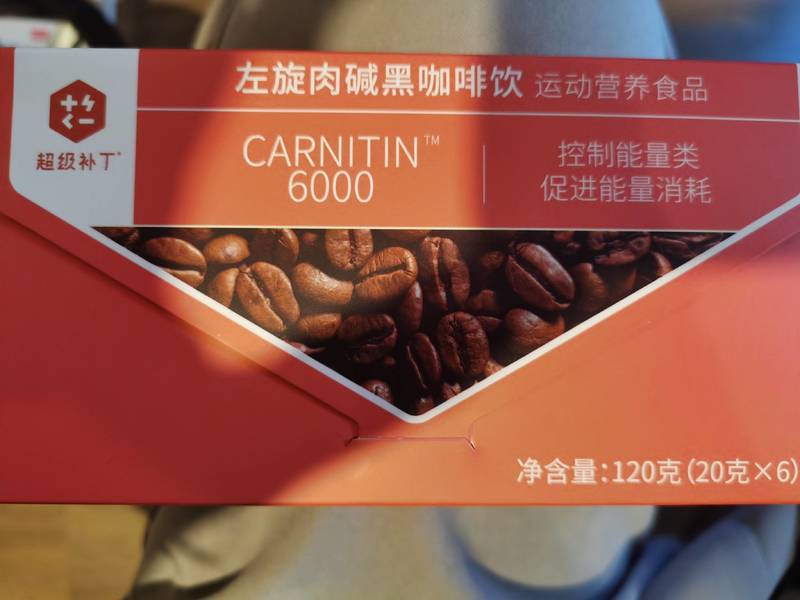 左旋肉碱黑咖啡饮 运动营养食品
超级补丁
CARNITIN™
6000
控制能量类
促进能量消耗
净含量:120克(20克×6)